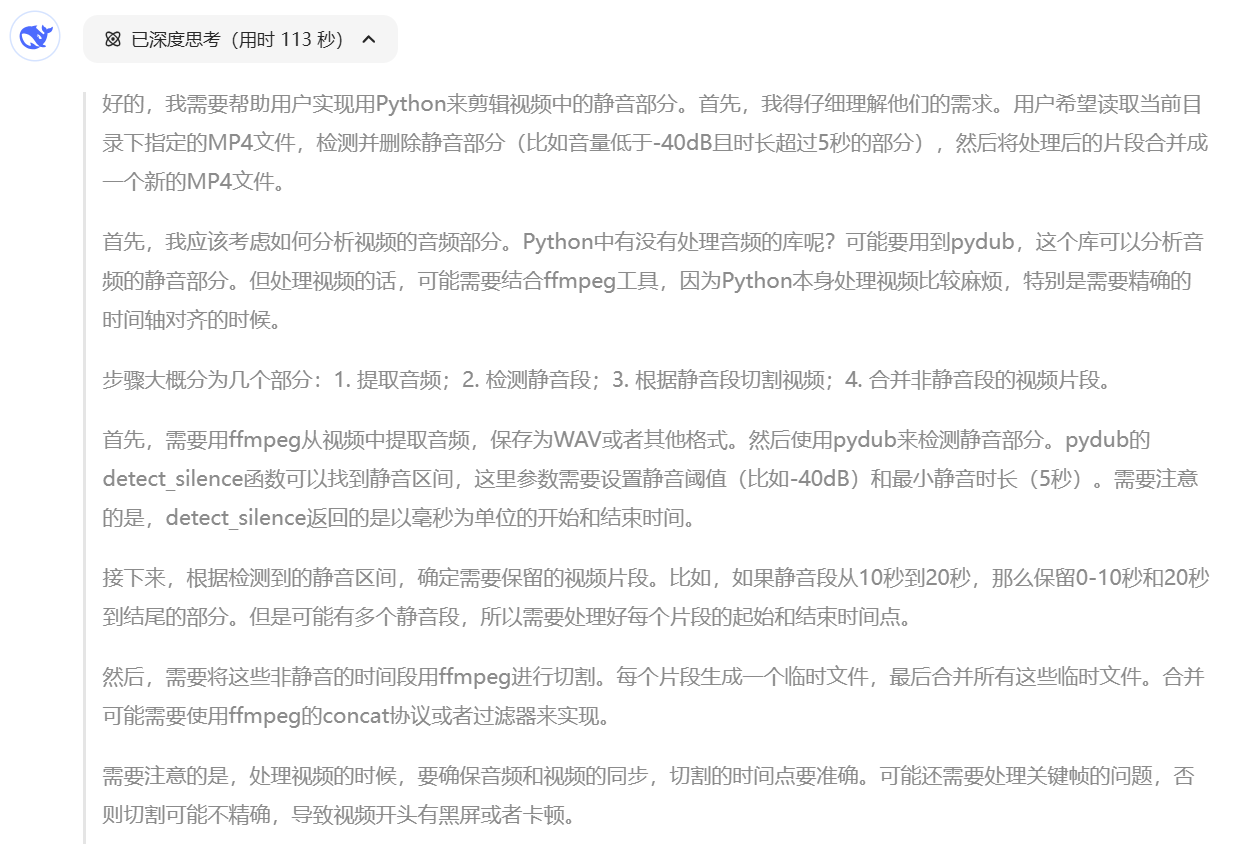 已深度思考（用时 113 秒）
好的，我需要帮助用户实现用Python来剪辑视频中的静音部分。首先，我得仔细理解他们的需求。用户希望读取当前目
录下指定的MP4文件，检测并删除静音部分（比如音量低于-40dB且时长超过5秒的部分），然后将处理后的片段合并成
一个新的MP4文件。
首先，我应该考虑如何分析视频的音频部分。Python中有没有处理音频的库呢？可能要用到pydub，这个库可以分析音
频的静音部分。但处理视频的话，可能需要结合ffmpeg工具，因为Python本身处理视频比较麻烦，特别是需要精确的
时间轴对齐的时候。
步骤大概分为几个部分：1. 提取音频；2. 检测静音段；3. 根据静音段切割视频；4. 合并非静音段的视频片段。
首先，需要用ffmpeg从视频中提取音频，保存为WAV或者其他格式。然后使用pydub来检测静音部分。pydub的
detect_silence函数可以找到静音区间，这里参数需要设置静音阈值（比如-40dB）和最小静音时长（5秒）。需要注意
的是，detect_silence返回的是以毫秒为单位的开始和结束时间。
接下来，根据检测到的静音区间，确定需要保留的视频片段。比如，如果静音段从10秒到20秒，那么保留0-10秒和20秒
到结尾的部分。但是可能有多个静音段，所以需要处理好每个片段的起始和结束时间点。
然后，需要将这些非静音的时间段用ffmpeg进行切割。每个片段生成一个临时文件，最后合并所有这些临时文件。合并
可能需要使用ffmpeg的concat协议或者过滤器来实现。
需要注意的是，处理视频的时候，要确保音频和视频的同步，切割的时间点要准确。可能还需要处理关键帧的问题，否
则切割可能不精确，导致视频开头有黑屏或者卡顿。